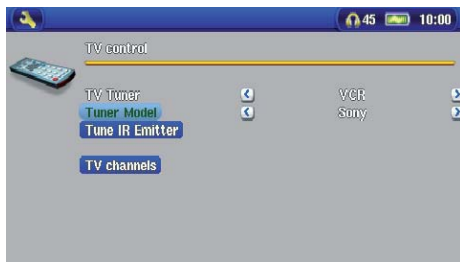 45 10:00
TV control
TV Tuner VCR
Tuner Model Sony
Tune IR Emitter
TV channels